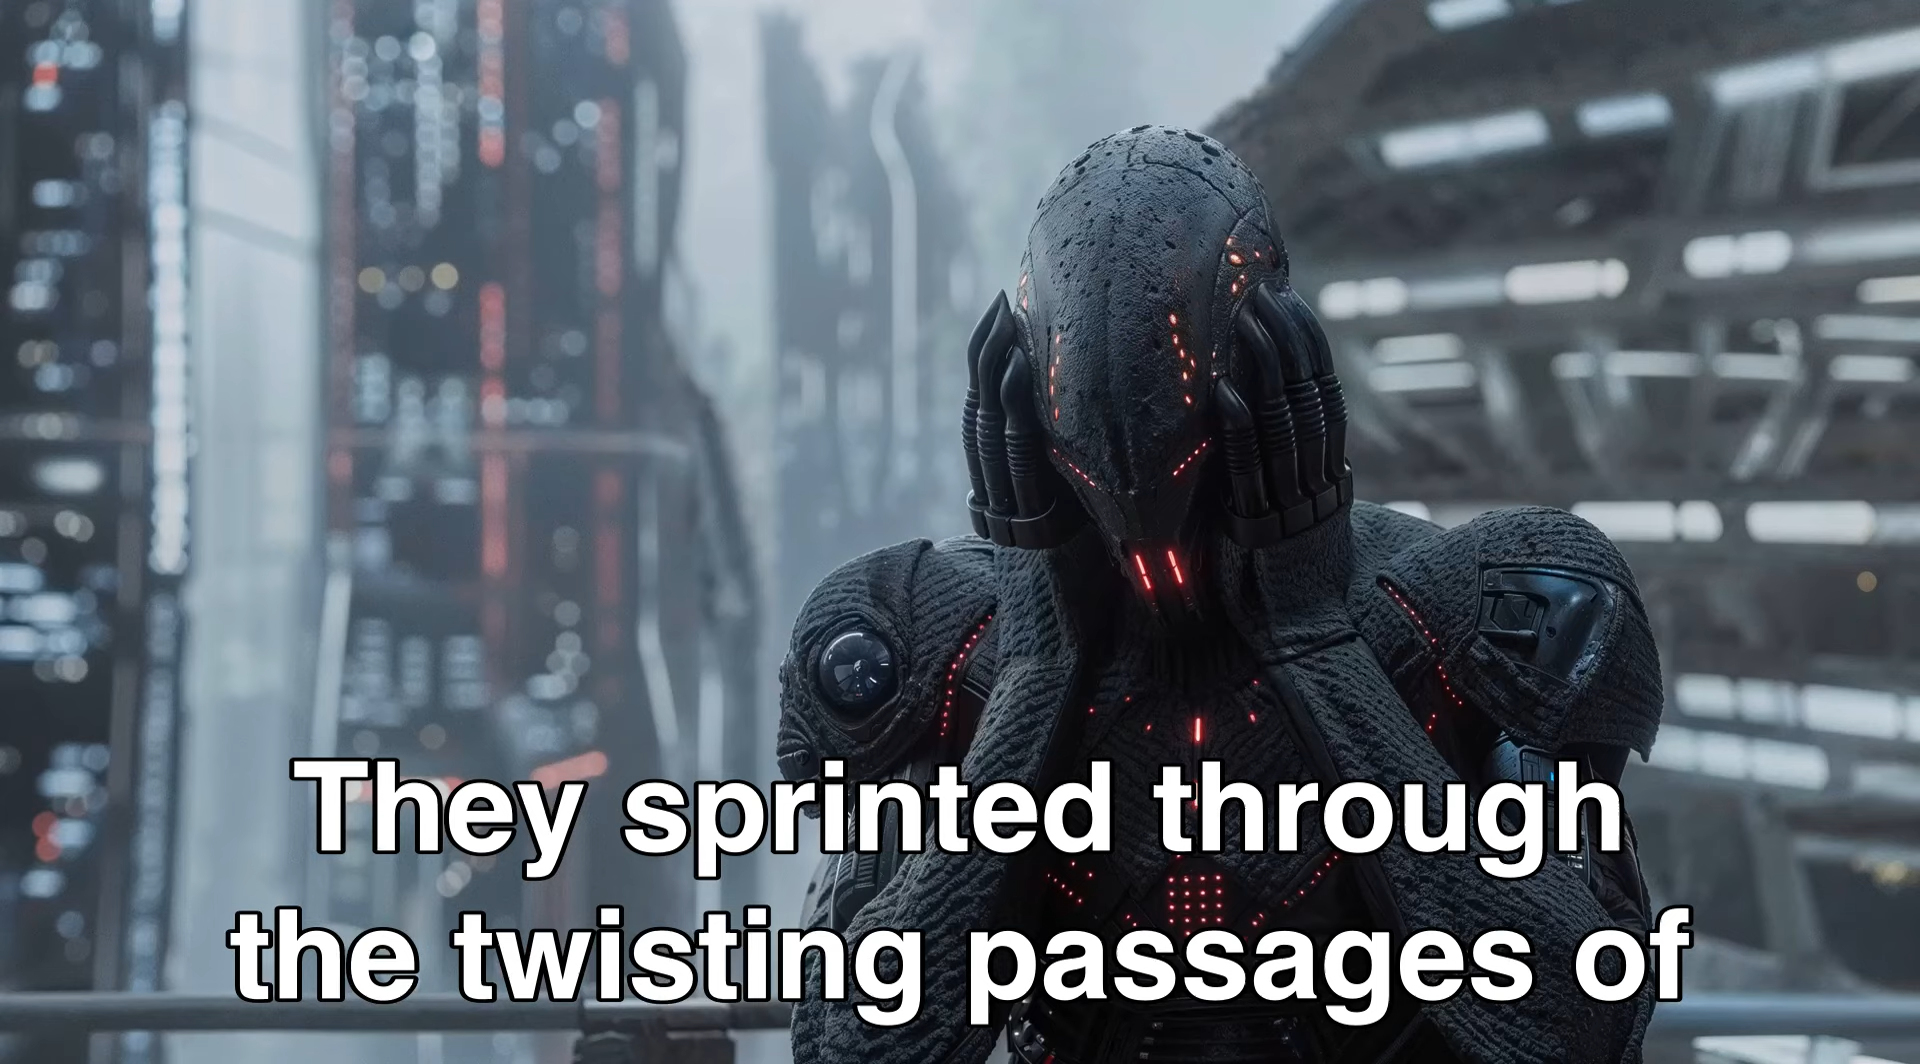 They sprinted through
the twisting passages of